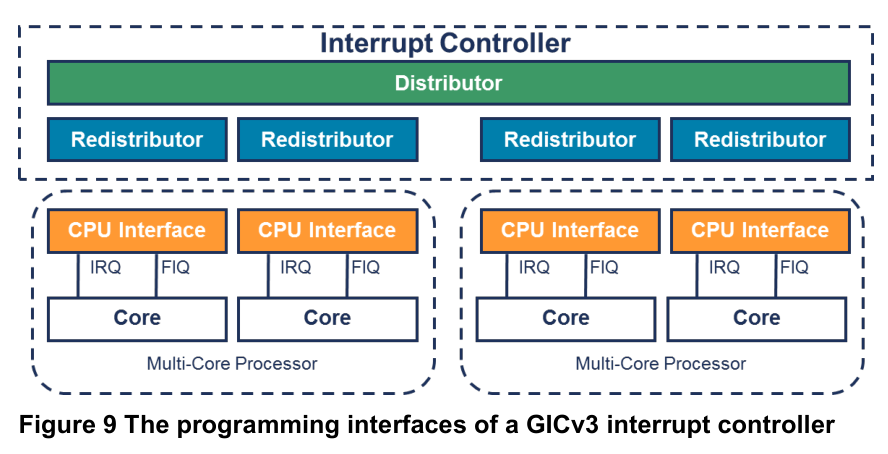 Interrupt Controller
Distributor
Redistributor Redistributor Redistributor Redistributor
CPU Interface CPU Interface CPU Interface CPU Interface
IRQ FIQ IRQ FIQ IRQ FIQ IRQ FIQ
Core Core Core Core
Multi-Core Processor Multi-Core Processor
Figure 9 The programming interfaces of a GICv3 interrupt controller